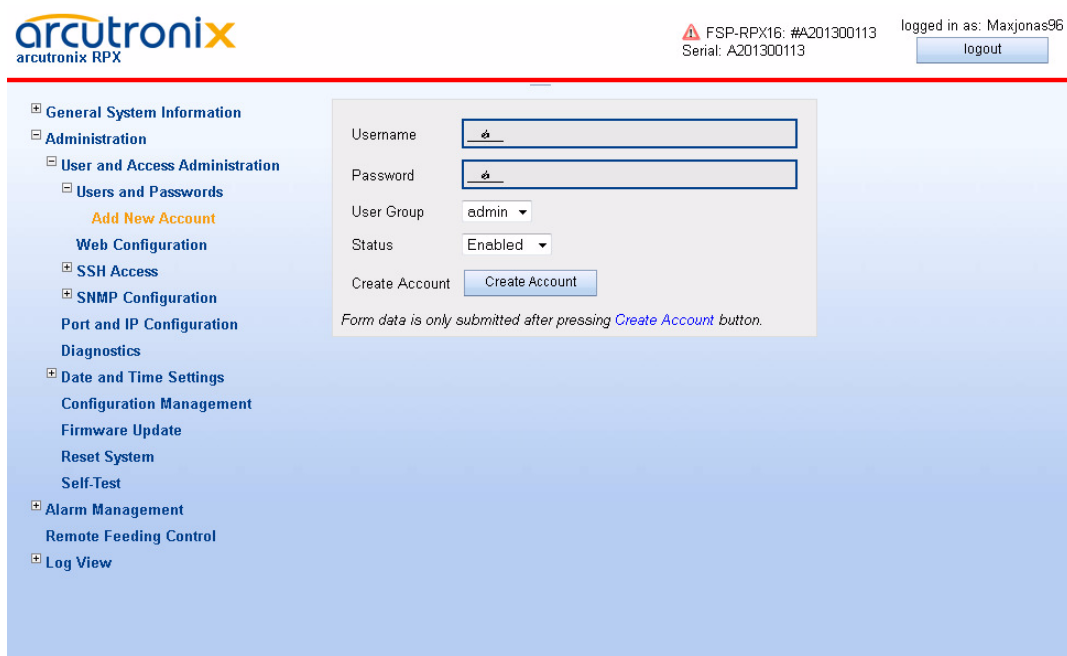 arcutronix
arcutronix RPX
FSP-RPX16: #A201300113
Serial: A201300113
logged in as: Maxjonas96
logout
General System Information
Administration
User and Access Administration
Users and Passwords
Add New Account
Web Configuration
SSH Access
SNMP Configuration
Port and IP Configuration
Diagnostics
Date and Time Settings
Configuration Management
Firmware Update
Reset System
Self-Test
Alarm Management
Remote Feeding Control
Log View
Username
Password
User Group admin
Status Enabled
Create Account Create Account
Form data is only submitted after pressing Create Account button.